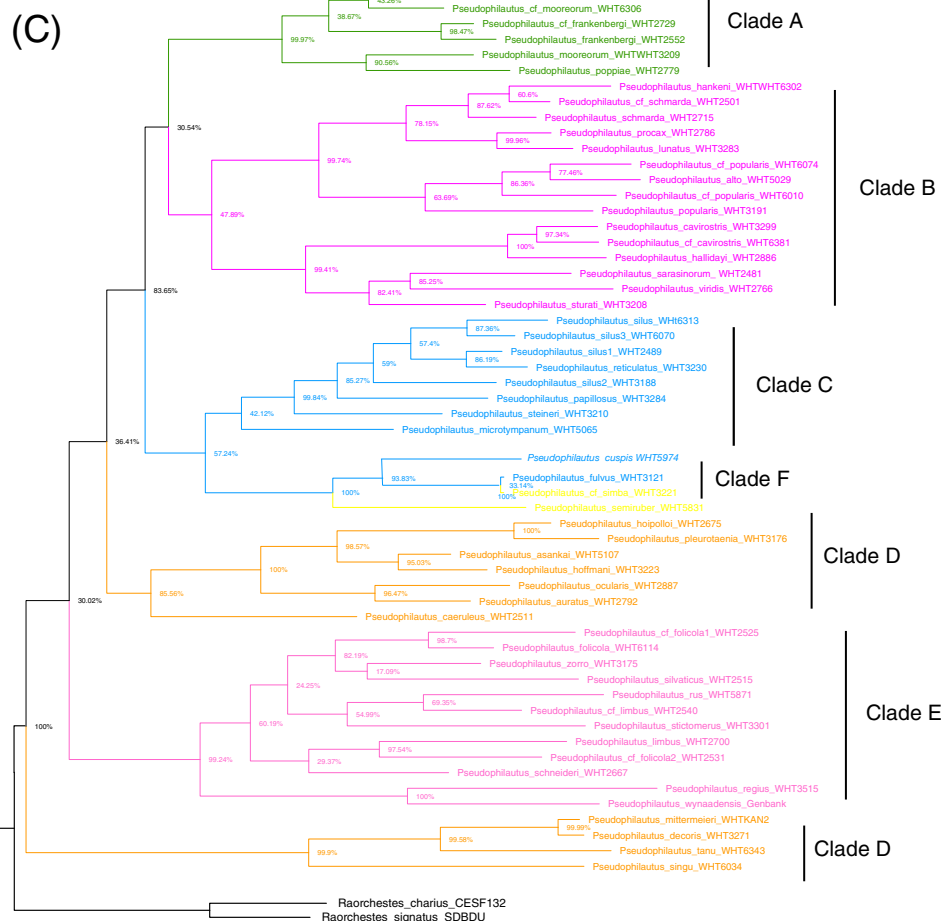 (C)
43.26%
Pseudophilautus_cf_mooreorum_WHT6306
38.67%
Pseudophilautus_cf_frankenbergi_WHT2729
98.47%
Pseudophilautus_frankenbergi_WHT2552
99.97%
Pseudophilautus_mooreorum_WHTWHT3209
90.56%
Pseudophilautus_poppiae_WHT2779
Clade A
30.54%
Pseudophilautus_hankeni_WHTWHT6302
60.6%
Pseudophilautus_cf_schmarda_WHT2501
87.62%
Pseudophilautus_schmarda_WHT2715
78.15%
Pseudophilautus_procax_WHT2786
99.96%
Pseudophilautus_lunatus_WHT3283
99.74%
Pseudophilautus_cf_popularis_WHT6074
77.46%
Pseudophilautus_alto_WHT5029
86.36%
Pseudophilautus_cf_popularis_WHT6010
63.69%
Pseudophilautus_popularis_WHT3191
47.89%
Pseudophilautus_cavirostris_WHT3299
97.34%
Pseudophilautus_cf_cavirostris_WHT6381
100%
Pseudophilautus_hallidayi_WHT2886
99.41%
Pseudophilautus_sarasinorum_WHT2481
85.25%
Pseudophilautus_viridis_WHT2766
82.41%
Pseudophilautus_sturati_WHT3208
Clade B
83.65%
Pseudophilautus_silus_WHt6313
87.36%
Pseudophilautus_silus3_WHT6070
57.4%
Pseudophilautus_silus1_WHT2489
86.19%
Pseudophilautus_reticulatus_WHT3230
59%
Pseudophilautus_silus2_WHT3188
85.27%
Pseudophilautus_papillosus_WHT3284
99.84%
Pseudophilautus_steineri_WHT3210
42.12%
Pseudophilautus_microtympanum_WHT5065
Clade C
36.41%
57.24%
Pseudophilautus_cuspis WHT5974
93.83%
Pseudophilautus_fulvus_WHT3121
33.14%
100%
100%
Clade F
Pseudophilautus_hoipolloi_WHT2675
100%
Pseudophilautus_pleurotaenia_WHT3176
98.57%
Pseudophilautus_asankai_WHT5107
95.03%
Pseudophilautus_hoffmani_WHT3223
100%
Pseudophilautus_ocularis_WHT2887
96.47%
Pseudophilautus_auratus_WHT2792
85.56%
Pseudophilautus_caeruleus_WHT2511
Clade D
30.02%
Pseudophilautus_cf_folicola1_WHT2525
98.7%
Pseudophilautus_folicola_WHT6114
82.19%
Pseudophilautus_zorro_WHT3175
17.09%
Pseudophilautus_silvaticus_WHT2515
24.25%
Pseudophilautus_rus_WHT5871
69.35%
Pseudophilautus_cf_limbus_WHT2540
54.99%
Pseudophilautus_stictomerus_WHT3301
60.19%
Pseudophilautus_limbus_WHT2700
97.54%
Pseudophilautus_cf_folicola2_WHT2531
29.37%
Pseudophilautus_schneideri_WHT2667
99.24%
Pseudophilautus_regius_WHT3515
100%
Pseudophilautus_wynaadensis_Genbank
Clade E
100%
Pseudophilautus_mittermeieri_WHTKAN2
99.99%
Pseudophilautus_decoris_WHT3271
99.58%
Pseudophilautus_tanu_WHT6343
99.9%
Pseudophilautus_singu_WHT6034
Clade D
Raorchestes_charius_CESF132
Raorchestes_signatus_SDBDU